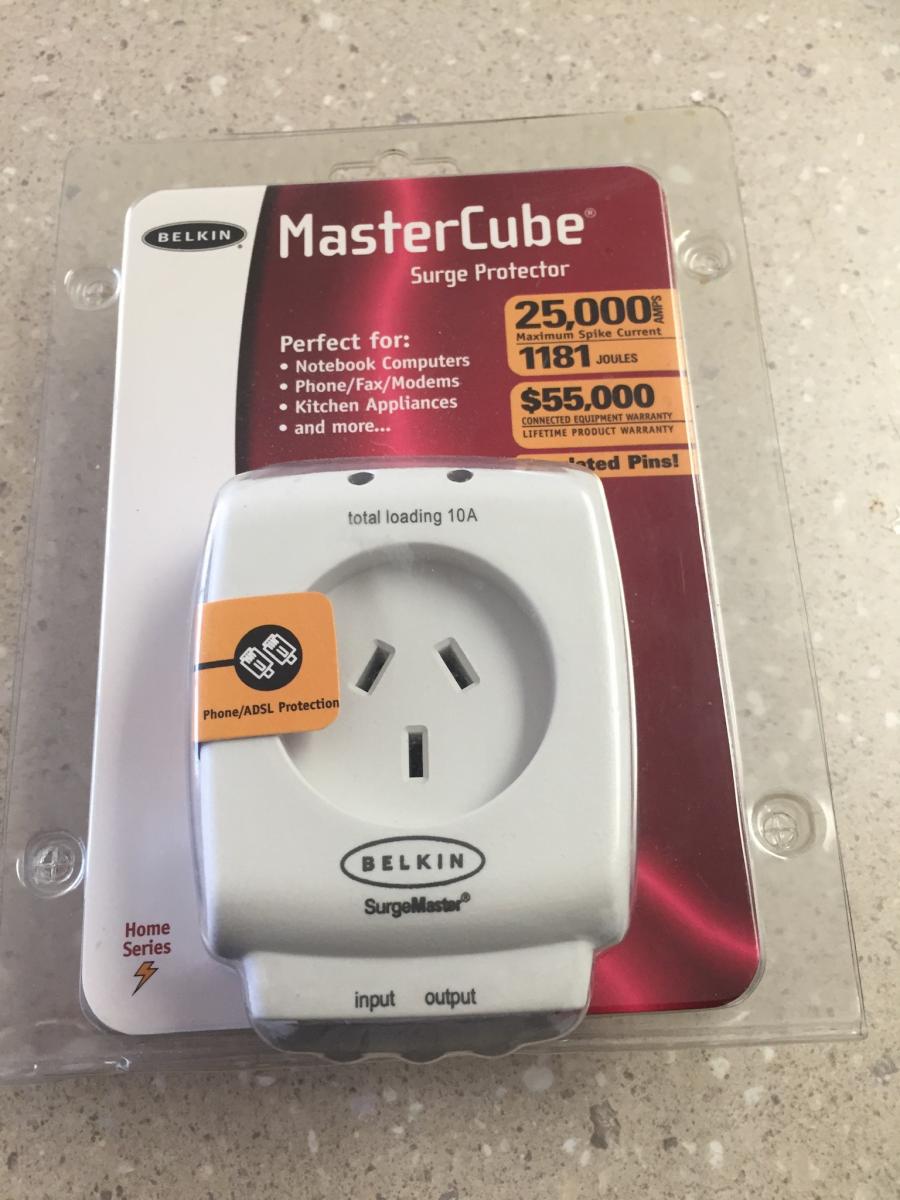 BELKIN
MasterCube®
Surge Protector
25,000 AMPS
Maximum Spike Current
1181 JOULES
Perfect for:
• Notebook Computers
• Phone/Fax/Modems
• Kitchen Appliances
• and more...
$55,000
CONNECTED EQUIPMENT WARRANTY
LIFETIME PRODUCT WARRANTY
Pins!
total loading 10A
Phone/ADSL Protection
BELKIN
SurgeMaster®
Home
Series
input output